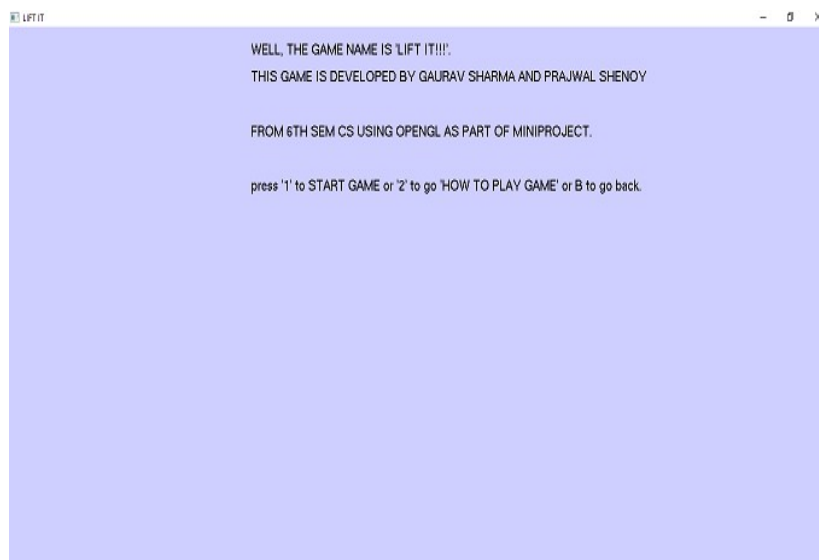 LIFT IT
WELL, THE GAME NAME IS 'LIFT IT!!!'.
THIS GAME IS DEVELOPED BY GAURAV SHARMA AND PRAJWAL SHENOY
FROM 6TH SEM CS USING OPENGL AS PART OF MINIPROJECT.
press '1' to START GAME or '2' to go 'HOW TO PLAY GAME' or B to go back.